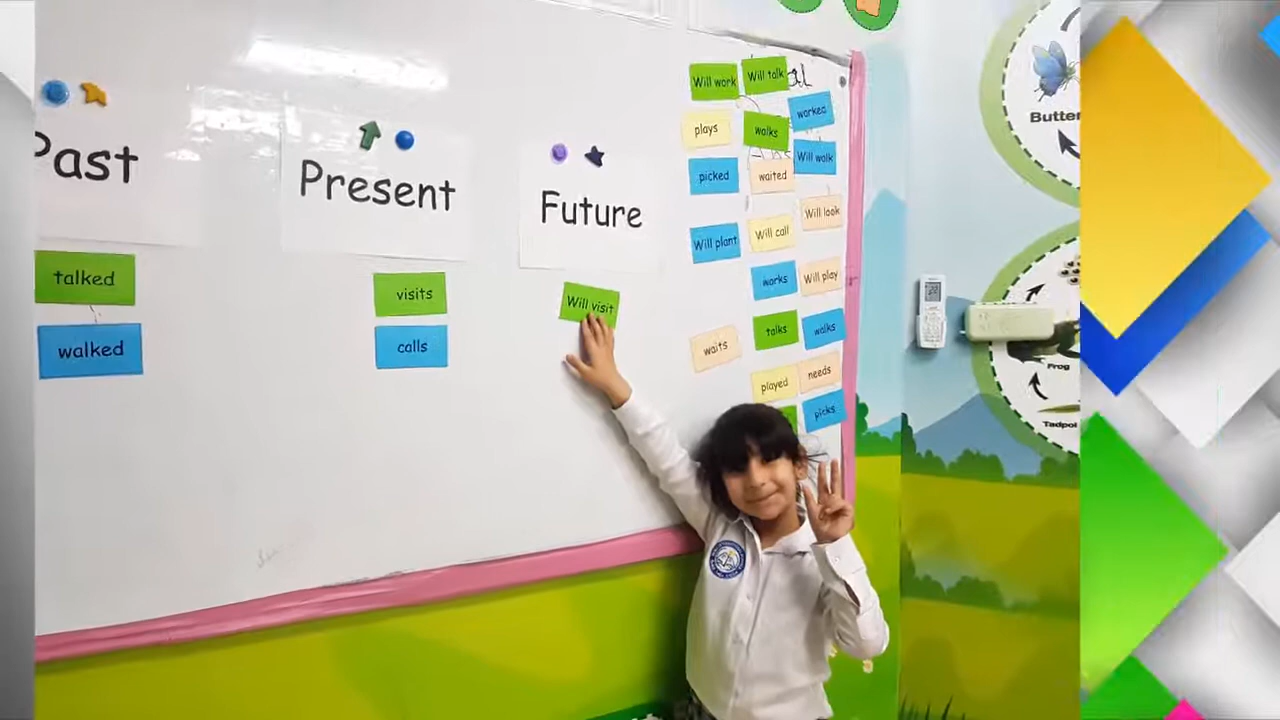 Past
Present
Future
talked
walked
visits
calls
Will visit
Will work
Will talk
plays
walks
worked
picked
waited
Will walk
Will plant
Will call
Will look
works
Will play
waits
talks
walks
played
needs
picks
Butter
Frog
Tadpol